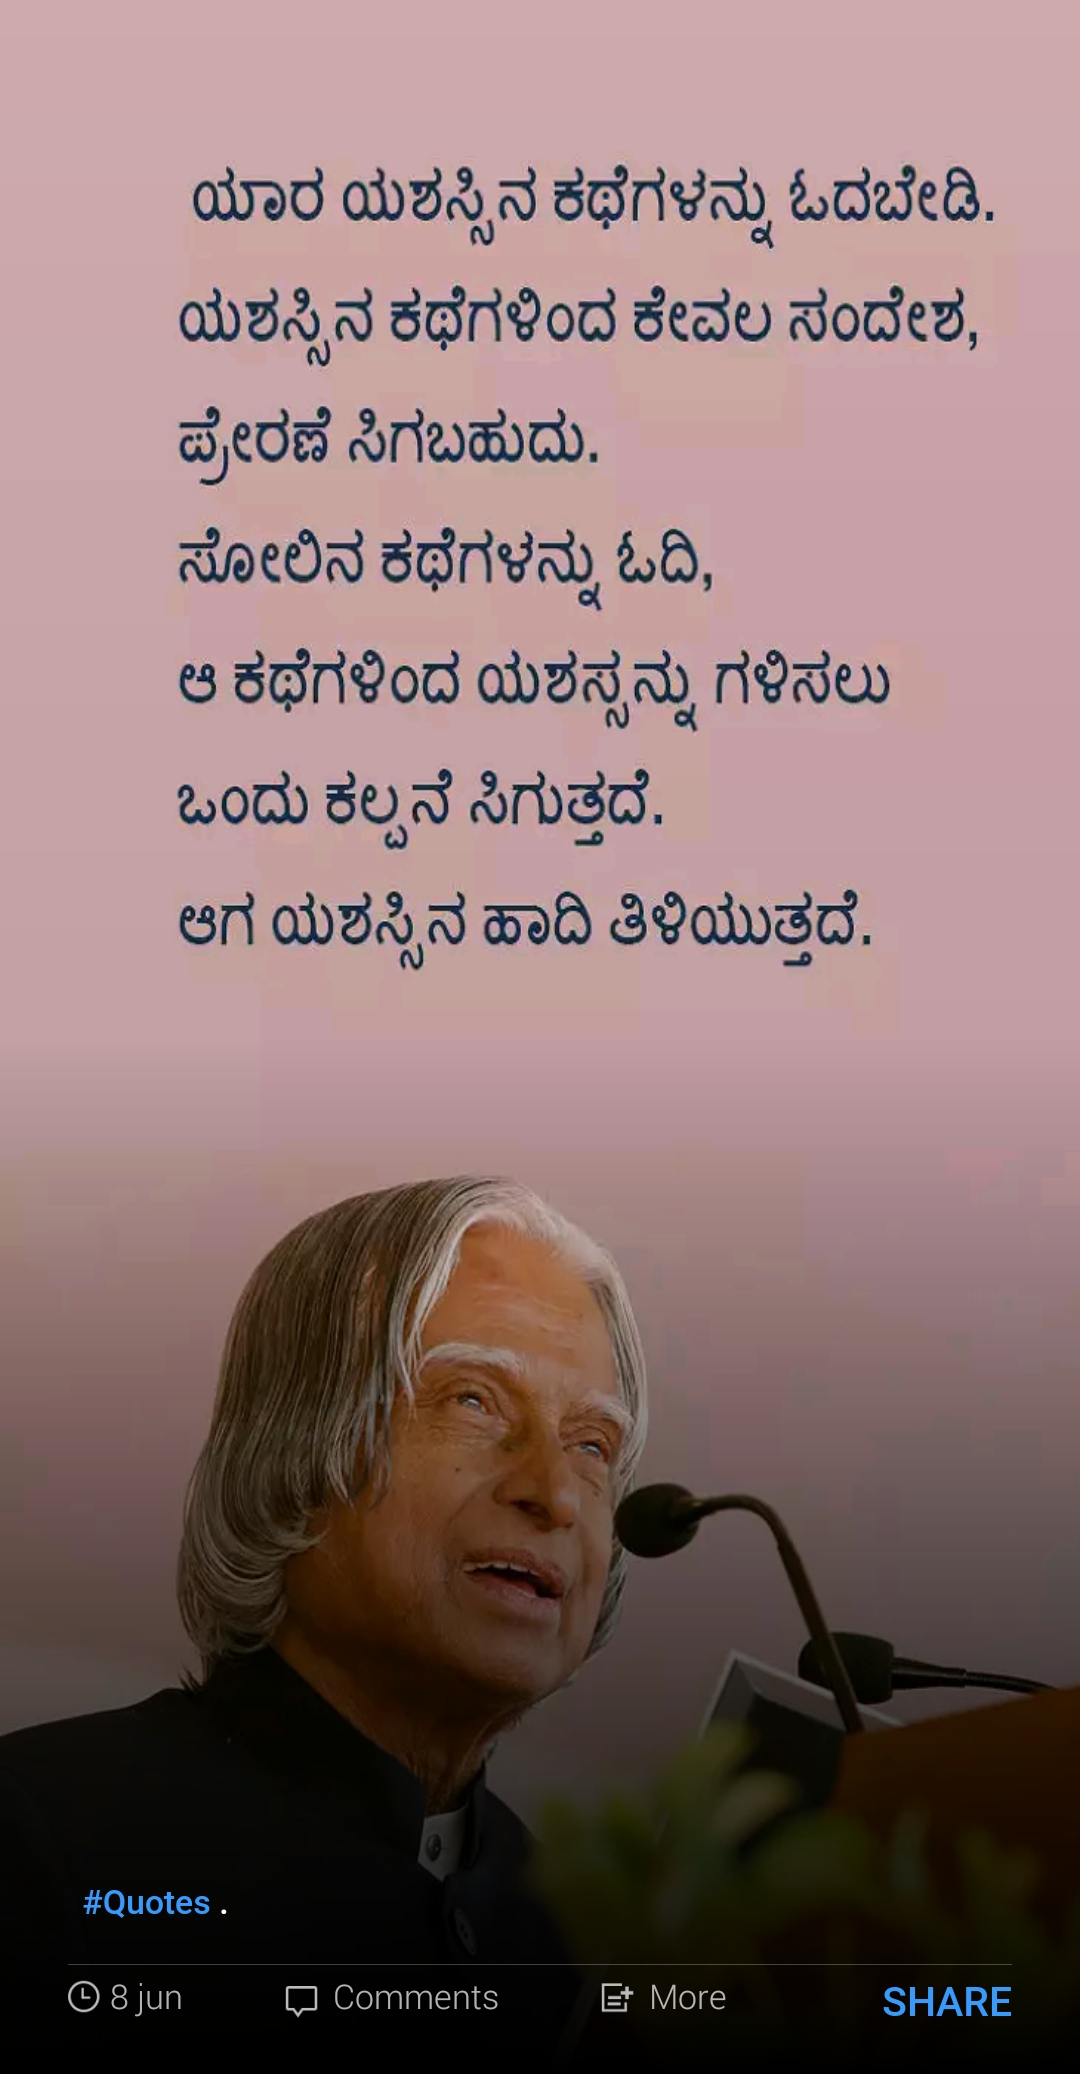 ಯಾರ ಯಶಸ್ಸಿನ ಕಥೆಗಳನ್ನು ಓದಬೇಡಿ.
ಯಶಸ್ಸಿನ ಕಥೆಗಳಿಂದ ಕೇವಲ ಸಂದೇಶ,
ಪ್ರೇರಣೆ ಸಿಗಬಹುದು.
ಸೋಲಿನ ಕಥೆಗಳನ್ನು ಓದಿ,
ಆ ಕಥೆಗಳಿಂದ ಯಶಸ್ಸನ್ನು ಗಳಿಸಲು
ಒಂದು ಕಲ್ಪನೆ ಸಿಗುತ್ತದೆ.
ಆಗ ಯಶಸ್ಸಿನ ಹಾದಿ ತಿಳಿಯುತ್ತದೆ.
#Quotes .
8 jun Comments More SHARE